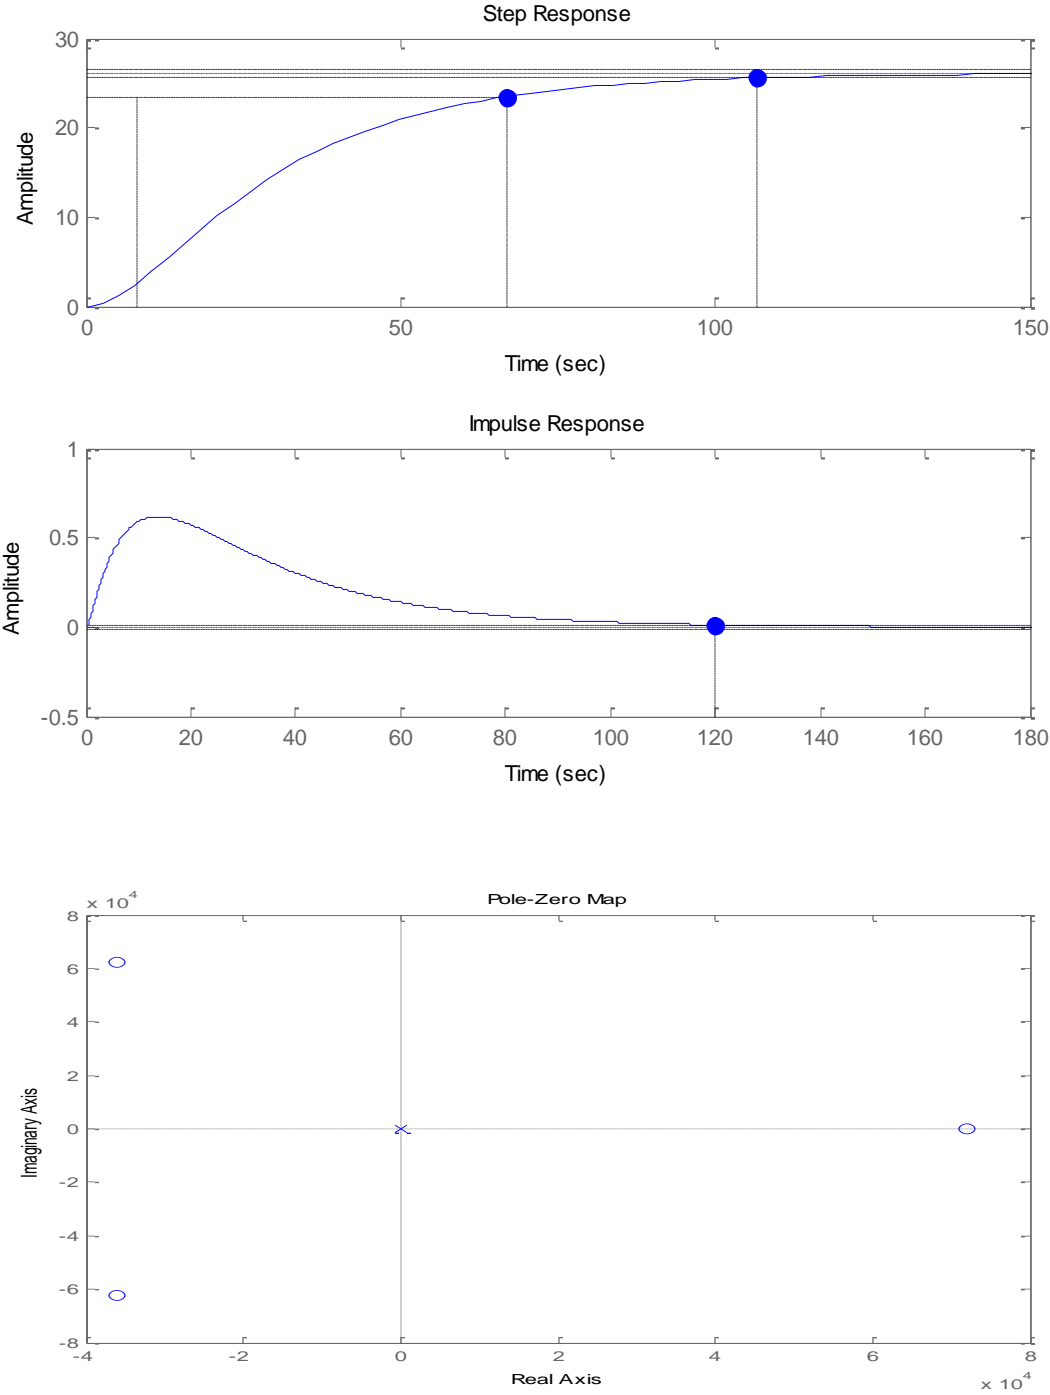 Step Response
30
20
10
0
Amplitude
0 50 100 150
Time (sec)
Impulse Response
1
0.5
0
-0.5
Amplitude
0 20 40 60 80 100 120 140 160 180
Time (sec)
x 10^4
Pole-Zero Map
8
6
4
2
0
-2
-4
-6
-8
Imaginary Axis
-4 -2 0 2 4 6 8
Real Axis
x 10^4